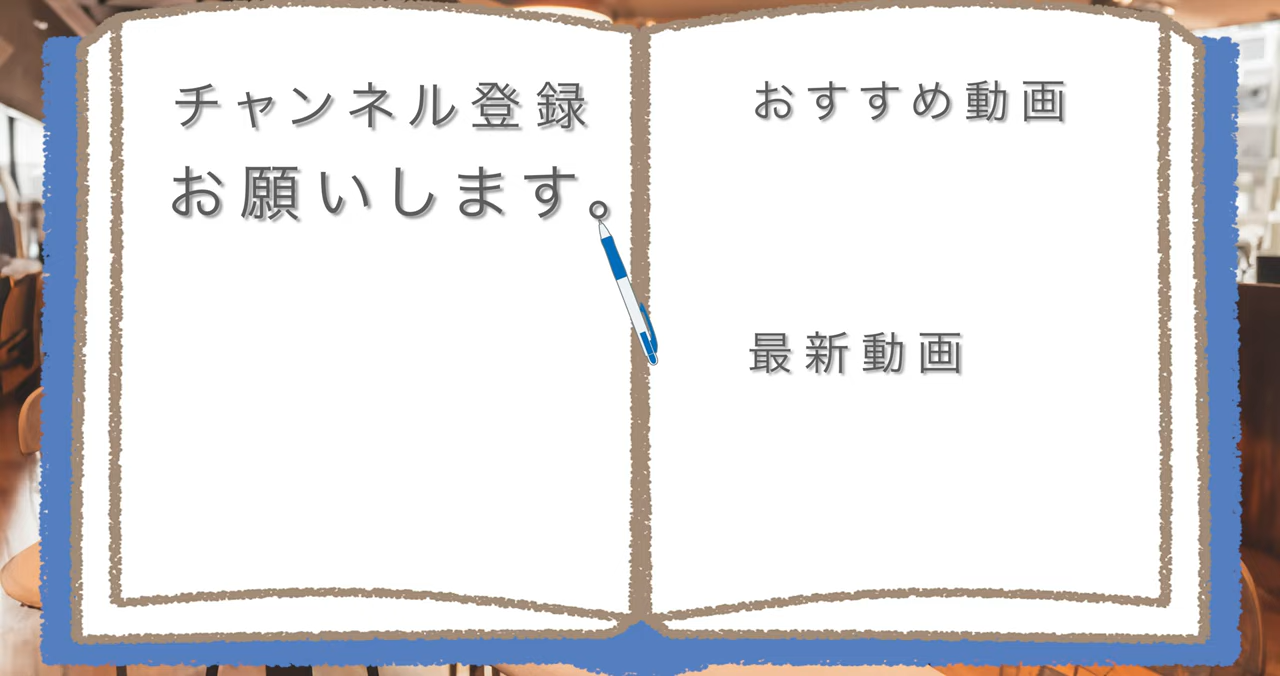 チャンネル登録
お願いします。
おすすめ動画
最新動画